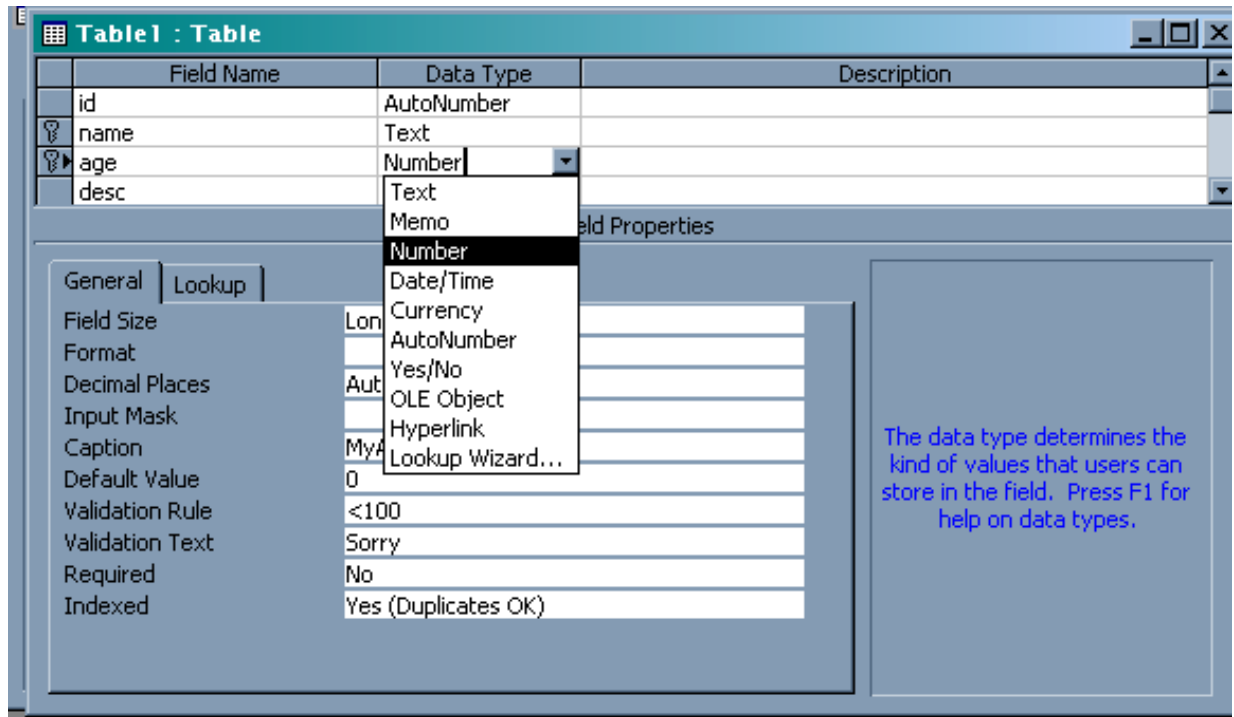 Table1 : Table
Field Name Data Type Description
id AutoNumber
name Text
age Number
desc
Text
Memo
Number
Date/Time
Currency
AutoNumber
Yes/No
OLE Object
Hyperlink
Lookup Wizard...
eld Properties
General Lookup
Field Size Lon
Format
Decimal Places Aut
Input Mask
Caption MyA
Default Value 0
Validation Rule <100
Validation Text Sorry
Required No
Indexed Yes (Duplicates OK)
The data type determines the
kind of values that users can
store in the field. Press F1 for
help on data types.